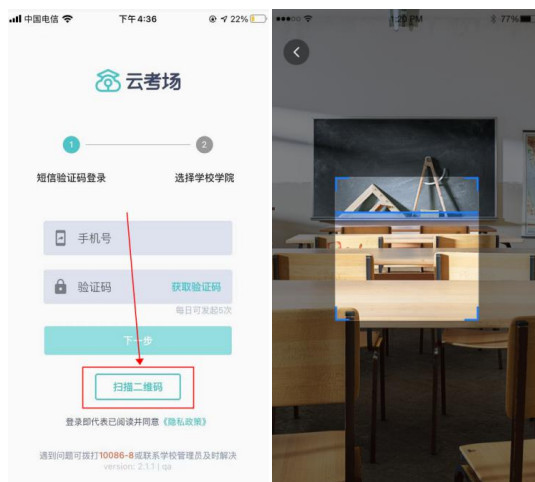 中国电信
下午4:36
22%
云考场
1
2
短信验证码登录
选择学校学院
手机号
验证码
获取验证码
每日可发起5次
下一步
扫描二维码
登录即代表已阅读并同意《隐私政策》
遇到问题可拨打10086-8或联系学校管理员及时解决
version: 2.1.1 | qa
1:20 PM
77%